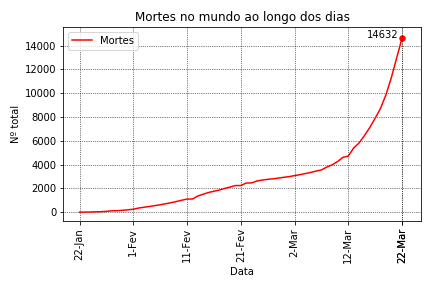 Mortes no mundo ao longo dos dias
14632
Mortes
14000
12000
10000
8000
6000
4000
2000
0
Nº total
22-Jan
1-Fev
11-Fev
21-Fev
2-Mar
12-Mar
22-Mar
Data